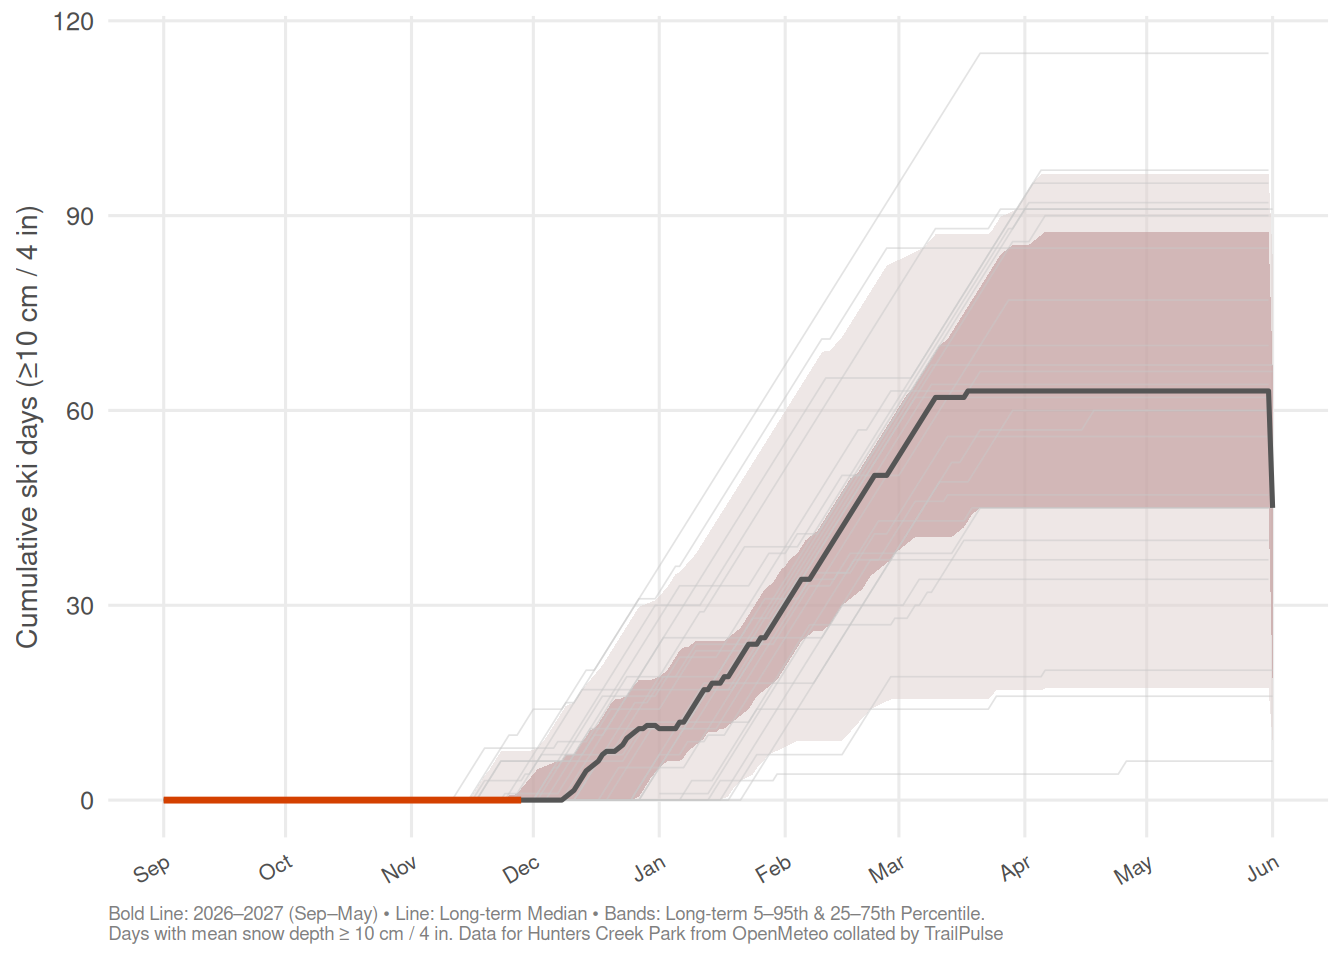 120
90
60
30
0
Cumulative ski days (≥10 cm / 4 in)
Sep
Oct
Nov
Dec
Jan
Feb
Mar
Apr
May
Jun
Bold Line: 2026–2027 (Sep–May) • Line: Long-term Median • Bands: Long-term 5–95th & 25–75th Percentile.
Days with mean snow depth ≥ 10 cm / 4 in. Data for Hunters Creek Park from OpenMeteo collated by TrailPulse